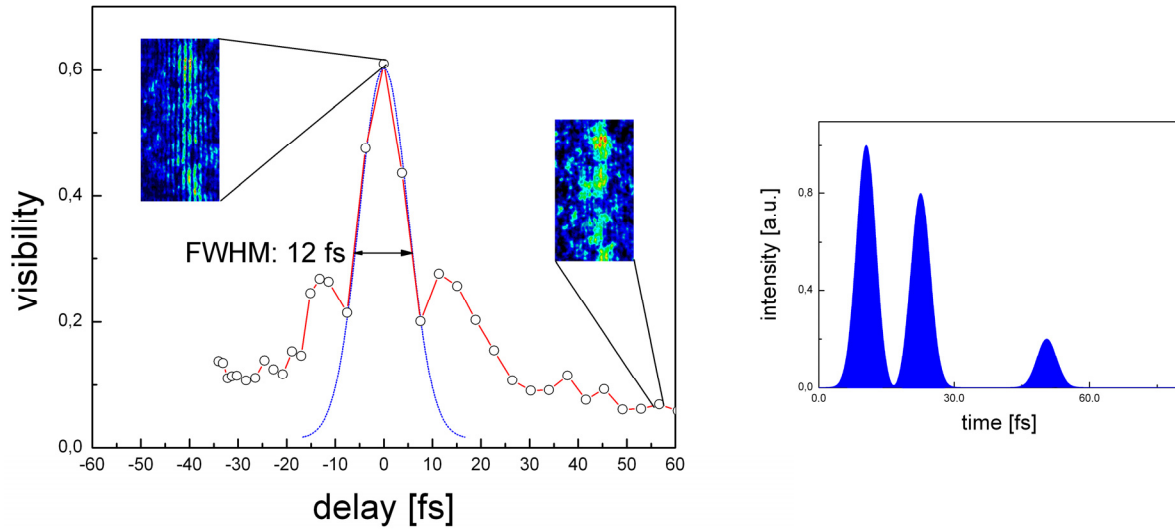 0,6
0,4
0,2
0,0
visibility
FWHM: 12 fs
-60 -50 -40 -30 -20 -10 0 10 20 30 40 50 60
delay [fs]
0,8
0,4
0,0
intensity [a.u.]
0.0 30.0 60.0
time [fs]